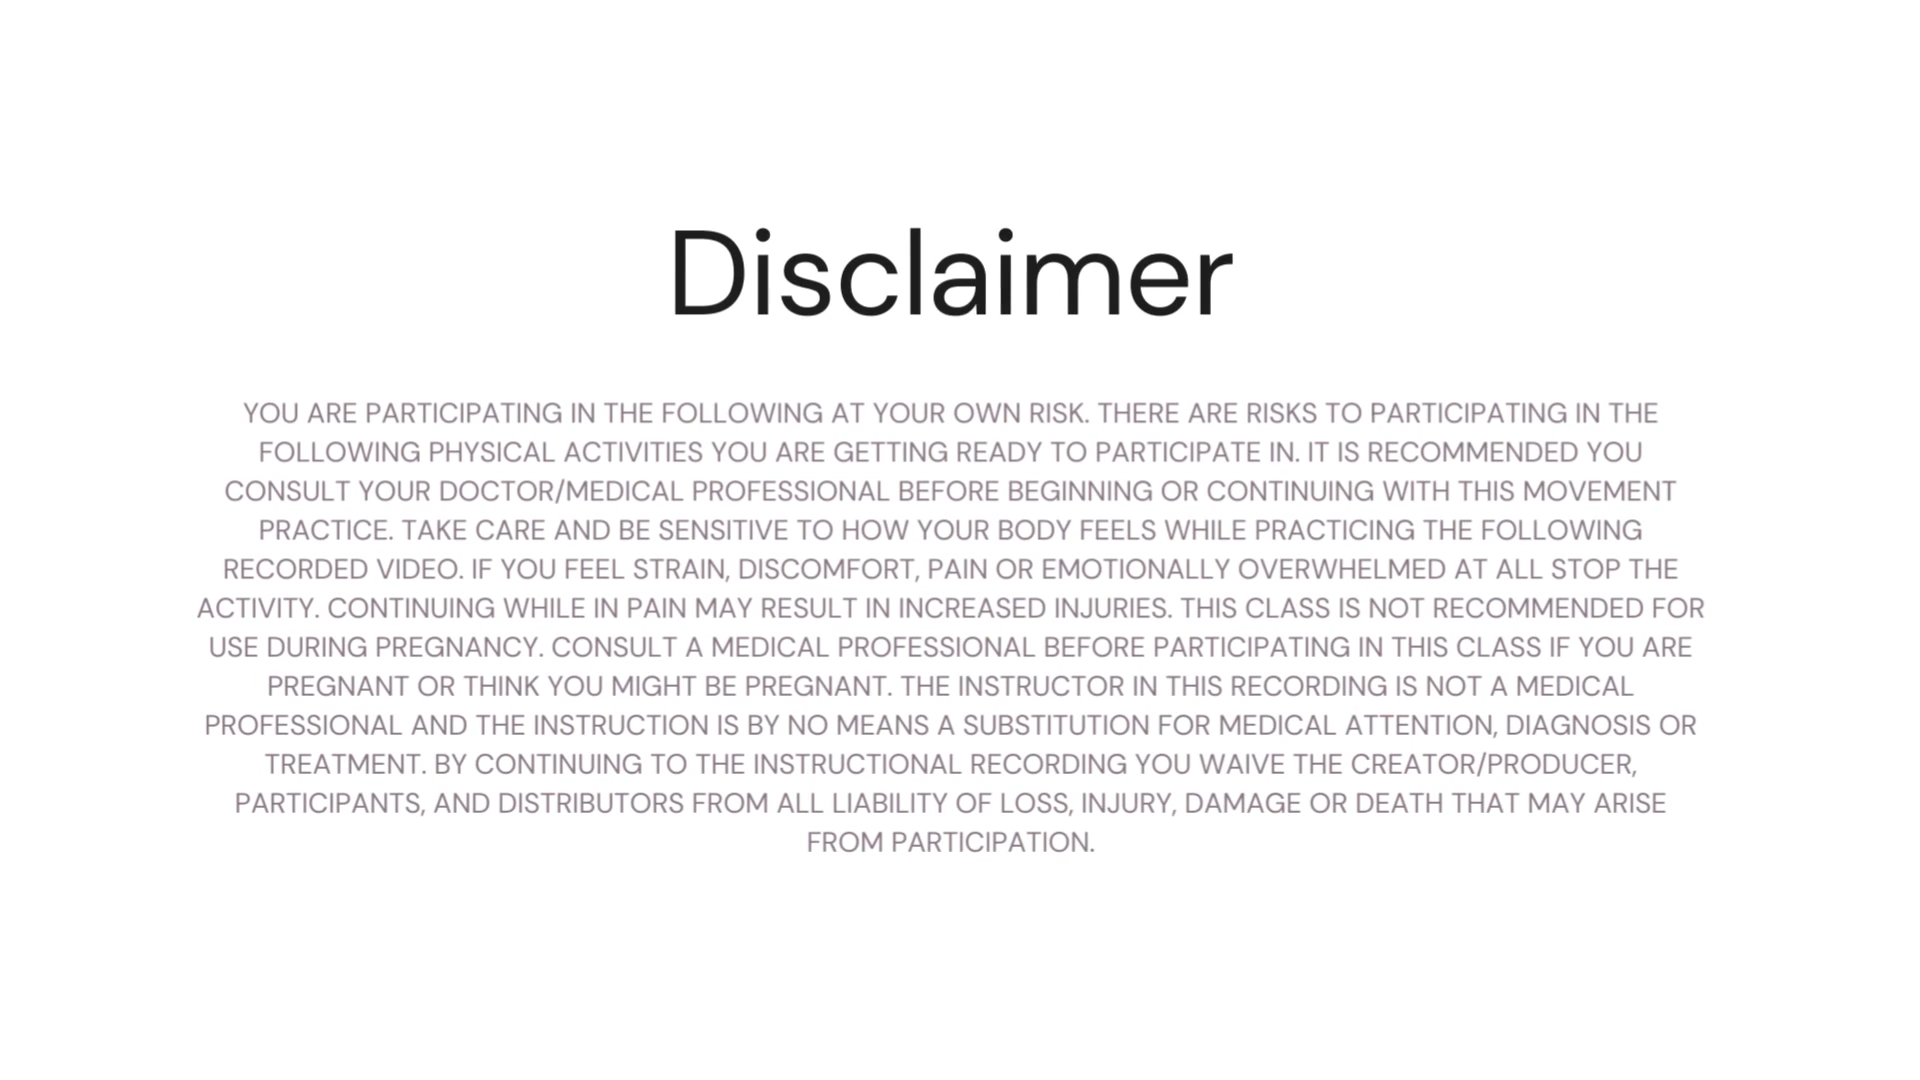 Disclaimer
YOU ARE PARTICIPATING IN THE FOLLOWING AT YOUR OWN RISK. THERE ARE RISKS TO PARTICIPATING IN THE
FOLLOWING PHYSICAL ACTIVITIES YOU ARE GETTING READY TO PARTICIPATE IN. IT IS RECOMMENDED YOU
CONSULT YOUR DOCTOR/MEDICAL PROFESSIONAL BEFORE BEGINNING OR CONTINUING WITH THIS MOVEMENT
PRACTICE. TAKE CARE AND BE SENSITIVE TO HOW YOUR BODY FEELS WHILE PRACTICING THE FOLLOWING
RECORDED VIDEO. IF YOU FEEL STRAIN, DISCOMFORT, PAIN OR EMOTIONALLY OVERWHELMED AT ALL STOP THE
ACTIVITY. CONTINUING WHILE IN PAIN MAY RESULT IN INCREASED INJURIES. THIS CLASS IS NOT RECOMMENDED FOR
USE DURING PREGNANCY. CONSULT A MEDICAL PROFESSIONAL BEFORE PARTICIPATING IN THIS CLASS IF YOU ARE
PREGNANT OR THINK YOU MIGHT BE PREGNANT. THE INSTRUCTOR IN THIS RECORDING IS NOT A MEDICAL
PROFESSIONAL AND THE INSTRUCTION IS BY NO MEANS A SUBSTITUTION FOR MEDICAL ATTENTION, DIAGNOSIS OR
TREATMENT. BY CONTINUING TO THE INSTRUCTIONAL RECORDING YOU WAIVE THE CREATOR/PRODUCER,
PARTICIPANTS, AND DISTRIBUTORS FROM ALL LIABILITY OF LOSS, INJURY, DAMAGE OR DEATH THAT MAY ARISE
FROM PARTICIPATION.